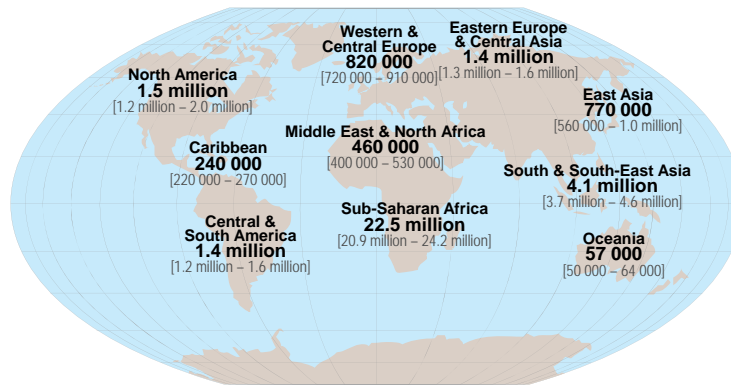 Western &
Central Europe
820 000
[720 000 – 910 000]
Eastern Europe
& Central Asia
1.4 million
[1.3 million – 1.6 million]
North America
1.5 million
[1.2 million – 2.0 million]
East Asia
770 000
[560 000 – 1.0 million]
Middle East & North Africa
460 000
[400 000 – 530 000]
Caribbean
240 000
[220 000 – 270 000]
South & South-East Asia
4.1 million
[3.7 million – 4.6 million]
Sub-Saharan Africa
22.5 million
[20.9 million – 24.2 million]
Central &
South America
1.4 million
[1.2 million – 1.6 million]
Oceania
57 000
[50 000 – 64 000]